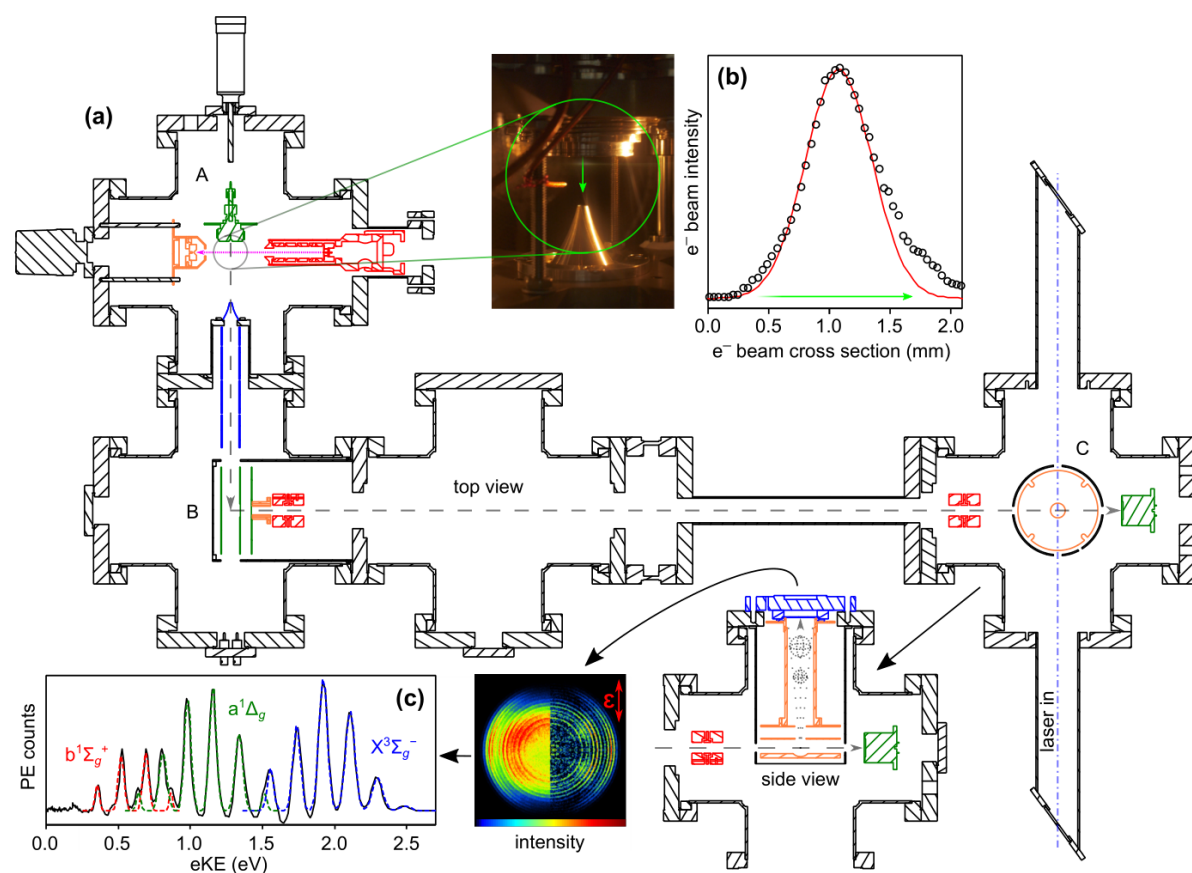 (a)
A
(b)
e⁻ beam intensity
0.0 0.5 1.0 1.5 2.0
e⁻ beam cross section (mm)
C
B
top view
laser in
side view
(c)
PE counts
b¹Σg⁺
a¹Δg
X³Σg⁻
0.0 0.5 1.0 1.5 2.0 2.5
eKE (eV)
ε
intensity